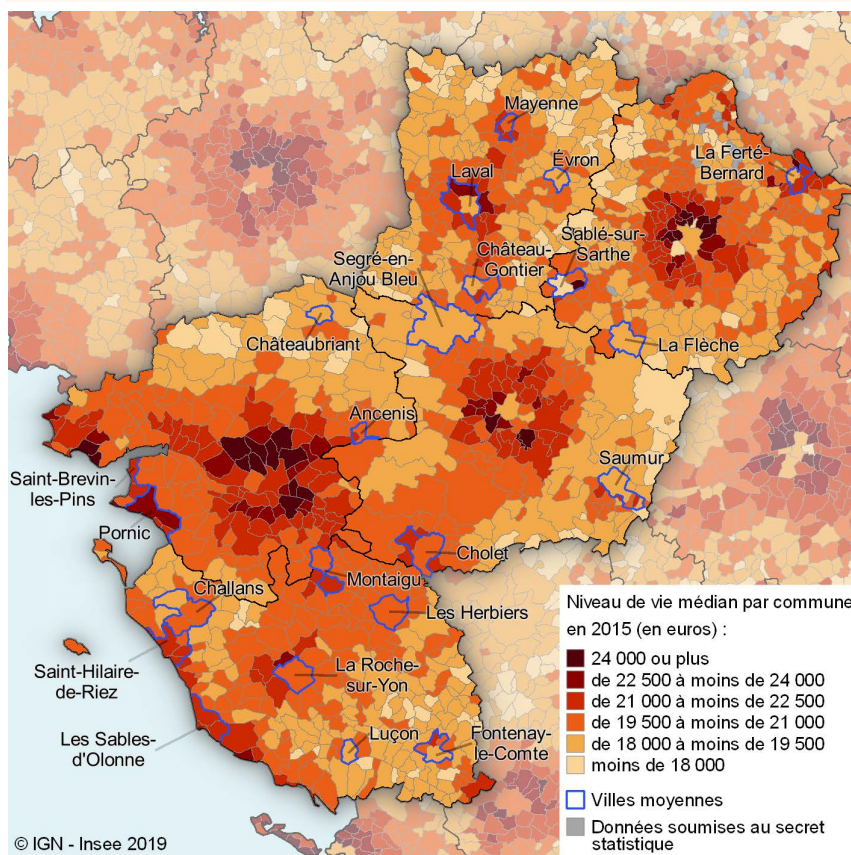 Mayenne
La Ferté-
Bernard
Évron
Laval
Sablé-sur-
Sarthe
Château-
Gontier
Segré-en-
Anjou Bleu
Châteaubriant
La Flèche
Ancenis
Saumur
Saint-Brevin-
les-Pins
Pornic
Cholet
Montaigu
Challans
Les Herbiers
Saint-Hilaire-
de-Riez
La Roche-
sur-Yon
Les Sables-
d'Olonne
Luçon
Fontenay-
le-Comte
Niveau de vie médian par commune
en 2015 (en euros) :
24 000 ou plus
de 22 500 à moins de 24 000
de 21 000 à moins de 22 500
de 19 500 à moins de 21 000
de 18 000 à moins de 19 500
moins de 18 000
Villes moyennes
Données soumises au secret
statistique
© IGN - Insee 2019